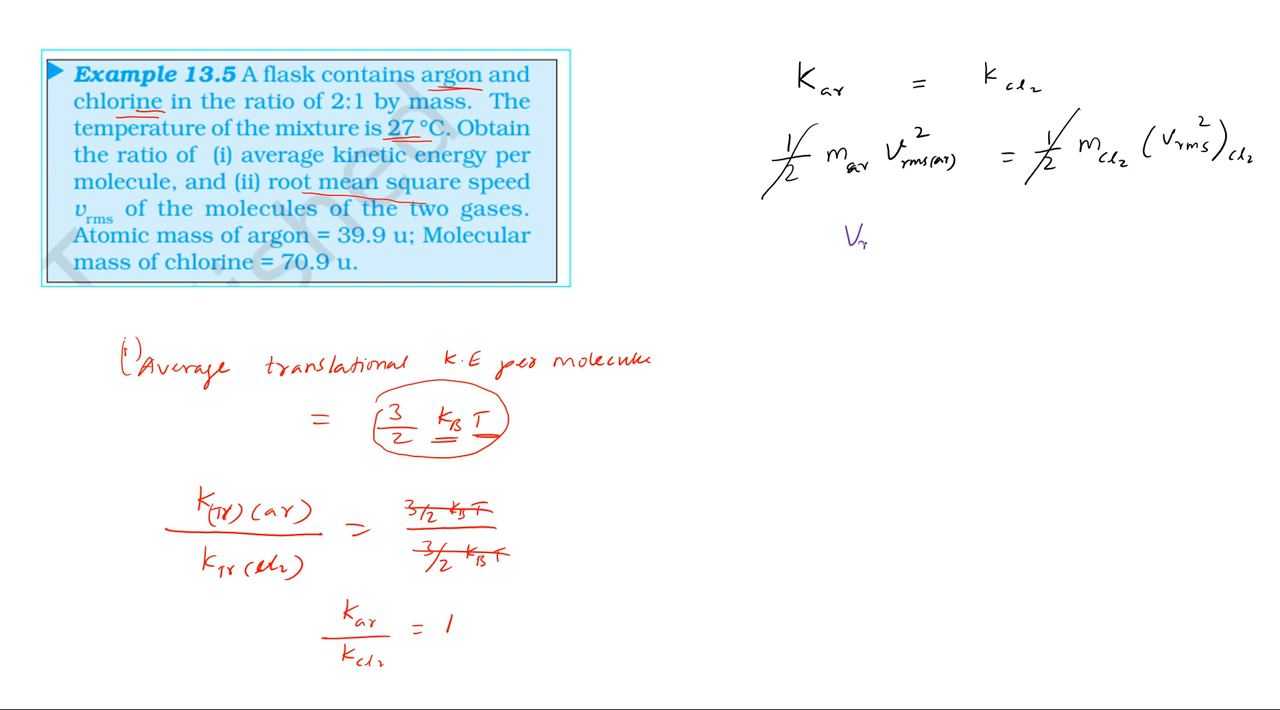 Example 13.5 A flask contains argon and
chlorine in the ratio of 2:1 by mass. The
temperature of the mixture is 27 °C. Obtain
the ratio of (i) average kinetic energy per
molecule, and (ii) root mean square speed
v_rms of the molecules of the two gases.
Atomic mass of argon = 39.9 u; Molecular
mass of chlorine = 70.9 u.
(i) Average translational K.E per molecule
= 3/2 k_B T
K_(Tr)(ar) / K_Tr(Cl₂) = 3/2 k_B T / 3/2 k_B T
K_ar / K_Cl₂ = 1
K_ar = K_Cl₂
1/2 m_ar V²_rms(ar) = 1/2 m_Cl₂ (V_rms²)_Cl₂
V_r